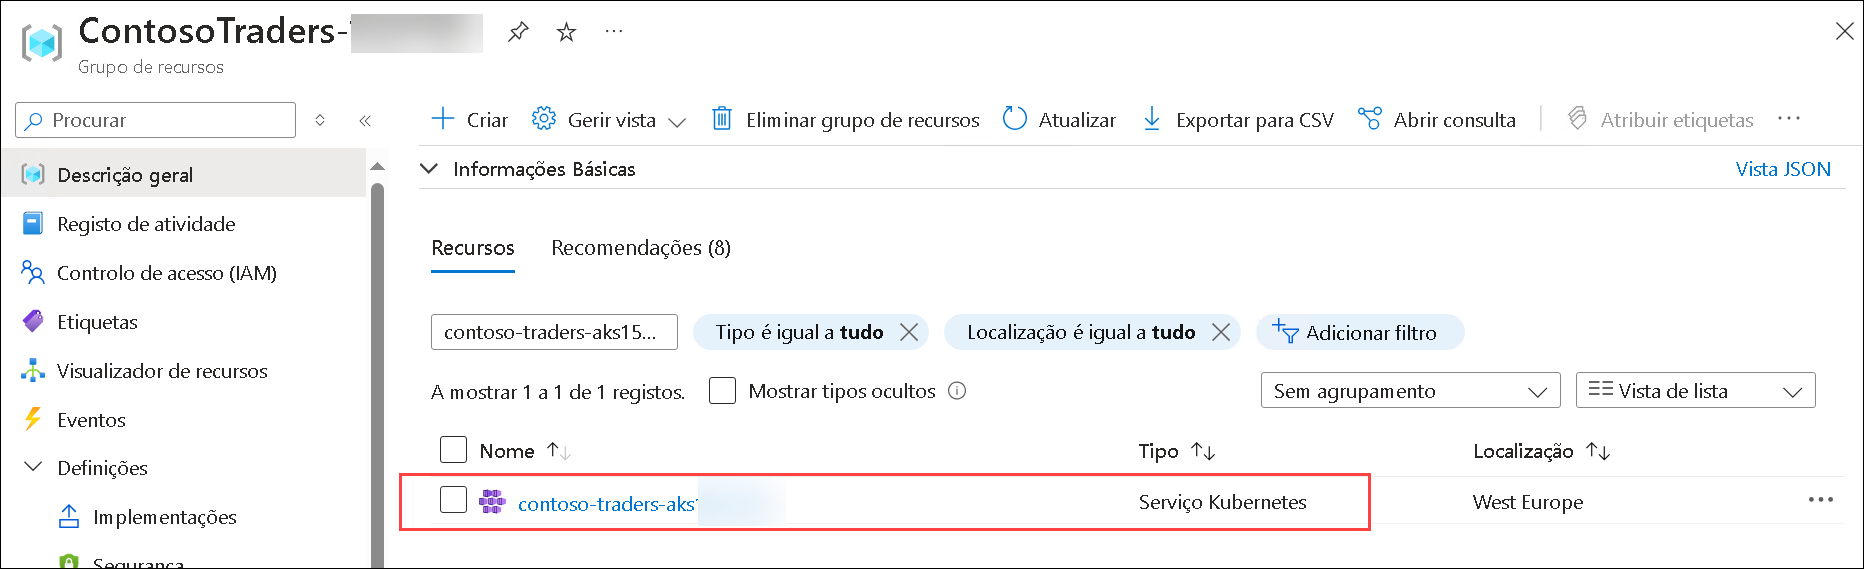 ContosoTraders-
Grupo de recursos
Procurar
Criar Gerir vista Eliminar grupo de recursos Atualizar Exportar para CSV Abrir consulta Atribuir etiquetas
Descrição geral
Registo de atividade
Controlo de acesso (IAM)
Etiquetas
Visualizador de recursos
Eventos
Definições
Implementações
Segurança
Informações Básicas Vista JSON
Recursos Recomendações (8)
contoso-traders-aks15... Tipo é igual a tudo Localização é igual a tudo Adicionar filtro
A mostrar 1 a 1 de 1 registos. Mostrar tipos ocultos Sem agrupamento Vista de lista
Nome Tipo Localização
contoso-traders-aks Serviço Kubernetes West Europe